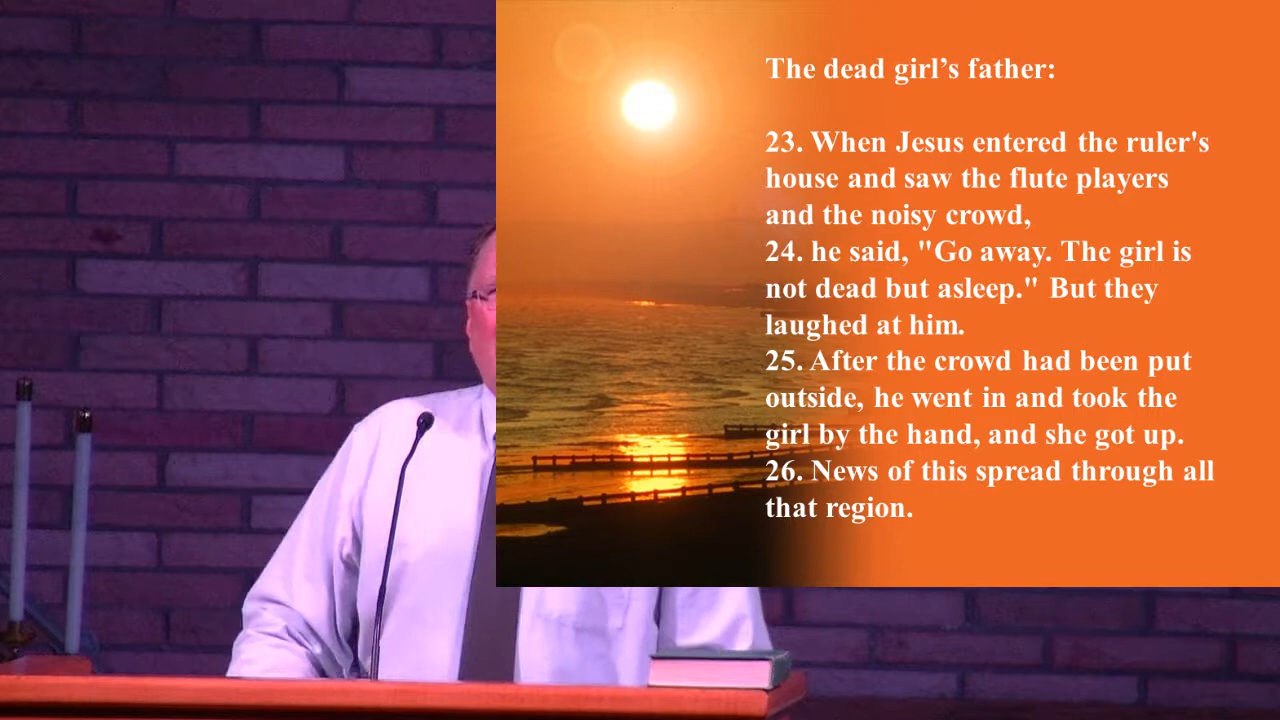 The dead girl’s father:
23. When Jesus entered the ruler's
house and saw the flute players
and the noisy crowd,
24. he said, "Go away. The girl is
not dead but asleep." But they
laughed at him.
25. After the crowd had been put
outside, he went in and took the
girl by the hand, and she got up.
26. News of this spread through all
that region.